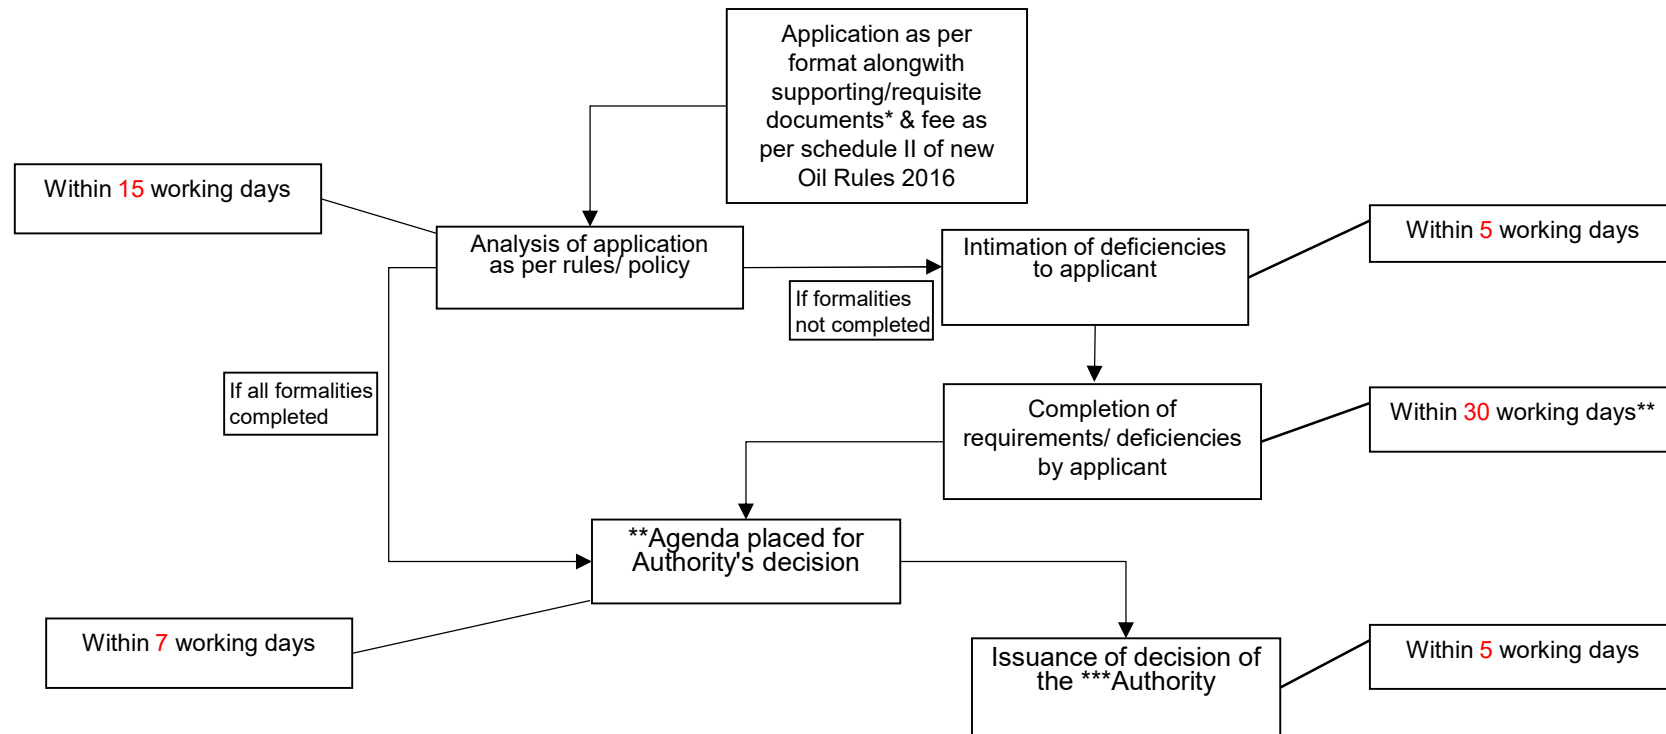 Application as per
format alongwith
supporting/requisite
documents* & fee as
per schedule II of new
Oil Rules 2016
Within 15 working days
Analysis of application
as per rules/ policy
Intimation of deficiencies
to applicant
Within 5 working days
If formalities
not completed
If all formalities
completed
Completion of
requirements/ deficiencies
by applicant
Within 30 working days**
**Agenda placed for
Authority's decision
Within 7 working days
Issuance of decision of
the ***Authority
Within 5 working days